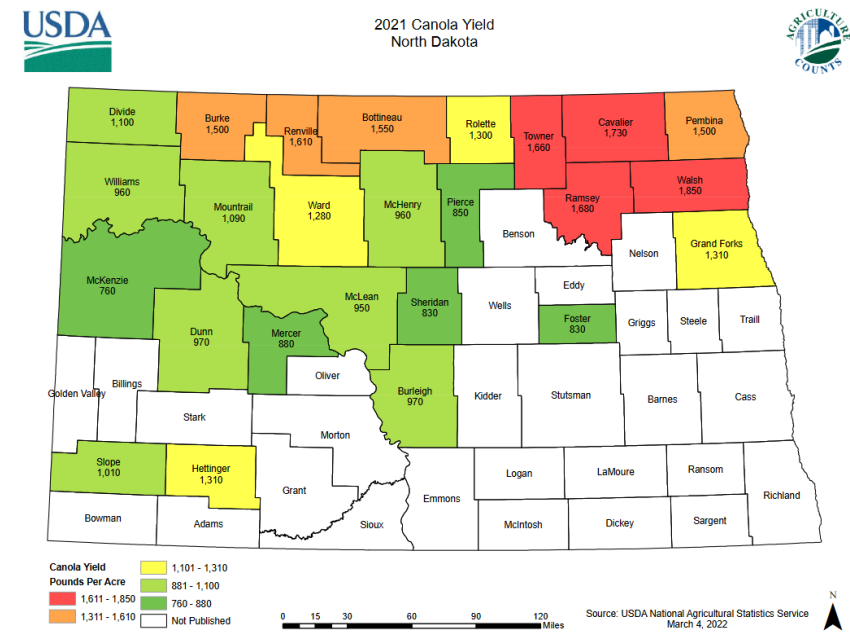 USDA
2021 Canola Yield
North Dakota
AGRICULTURE
COUNTS
Divide
1,100
Burke
1,500
Renville
1,610
Bottineau
1,550
Rolette
1,300
Towner
1,660
Cavalier
1,730
Pembina
1,500
Williams
960
Mountrail
1,090
Ward
1,280
McHenry
960
Pierce
850
Benson
Ramsey
1,680
Walsh
1,850
Nelson
Grand Forks
1,310
McKenzie
760
Dunn
970
Mercer
880
McLean
950
Sheridan
830
Wells
Eddy
Foster
830
Griggs
Steele
Traill
Golden Valley
Billings
Stark
Oliver
Morton
Burleigh
970
Kidder
Stutsman
Barnes
Cass
Slope
1,010
Hettinger
1,310
Grant
Bowman
Adams
Sioux
Emmons
Logan
LaMoure
Ransom
Richland
McIntosh
Dickey
Sargent
Canola Yield
Pounds Per Acre
1,611 - 1,850
1,311 - 1,610
1,101 - 1,310
881 - 1,100
760 - 880
Not Published
0 15 30 60 90 120
Miles
Source: USDA National Agricultural Statistics Service
March 4, 2022
N